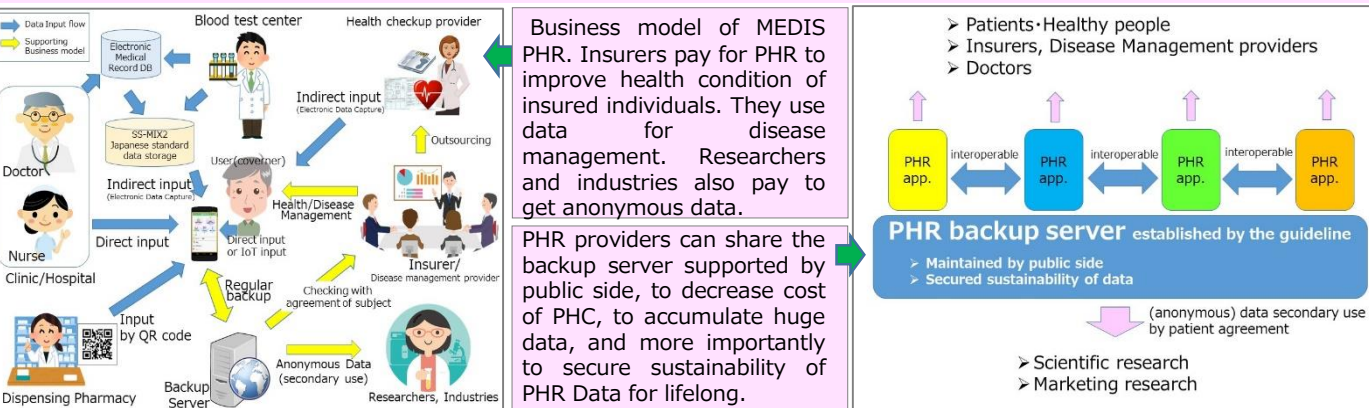 Data Input flow
Supporting
Business model
Blood test center
Health checkup provider
Electronic
Medical
Record DB
Indirect input
(Electronic Data Capture)
SS-MIX2
Japanese standard
data storage
Outsourcing
Doctor
User(coverner)
Indirect input
(Electronic Data Capture)
Health/Disease
Management
Direct input
Direct input
or IoT input
Nurse
Clinic/Hospital
Insurer/
Disease management provider
Regular
backup
Checking with
agreement of subject
Input
by QR code
Anonymous Data
(secondary use)
Dispensing Pharmacy
Backup
Server
Researchers, Industries
Business model of MEDIS
PHR. Insurers pay for PHR to
improve health condition of
insured individuals. They use
data for disease
management. Researchers
and industries also pay to
get anonymous data.
PHR providers can share the
backup server supported by
public side, to decrease cost
of PHC, to accumulate huge
data, and more importantly
to secure sustainability of
PHR Data for lifelong.
➢ Patients・Healthy people
➢ Insurers, Disease Management providers
➢ Doctors
PHR
app.
interoperable
PHR
app.
interoperable
PHR
app.
interoperable
PHR
app.
PHR backup server established by the guideline
➢ Maintained by public side
➢ Secured sustainability of data
(anonymous) data secondary use
by patient agreement
➢ Scientific research
➢ Marketing research